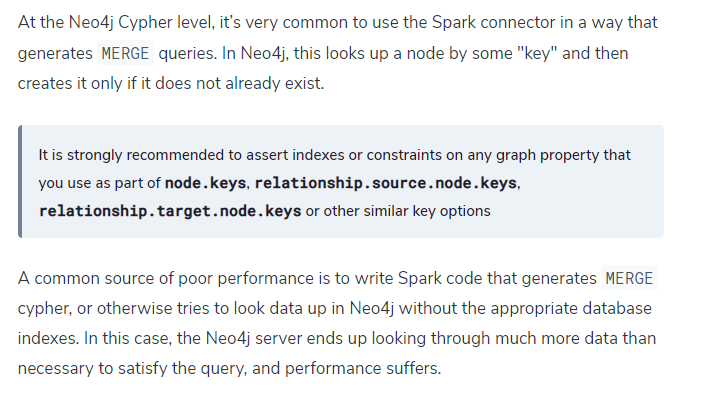 At the Neo4j Cypher level, it’s very common to use the Spark connector in a way that
generates MERGE queries. In Neo4j, this looks up a node by some "key" and then
creates it only if it does not already exist.
It is strongly recommended to assert indexes or constraints on any graph property that
you use as part of node.keys, relationship.source.node.keys,
relationship.target.node.keys or other similar key options
A common source of poor performance is to write Spark code that generates MERGE
cypher, or otherwise tries to look data up in Neo4j without the appropriate database
indexes. In this case, the Neo4j server ends up looking through much more data than
necessary to satisfy the query, and performance suffers.